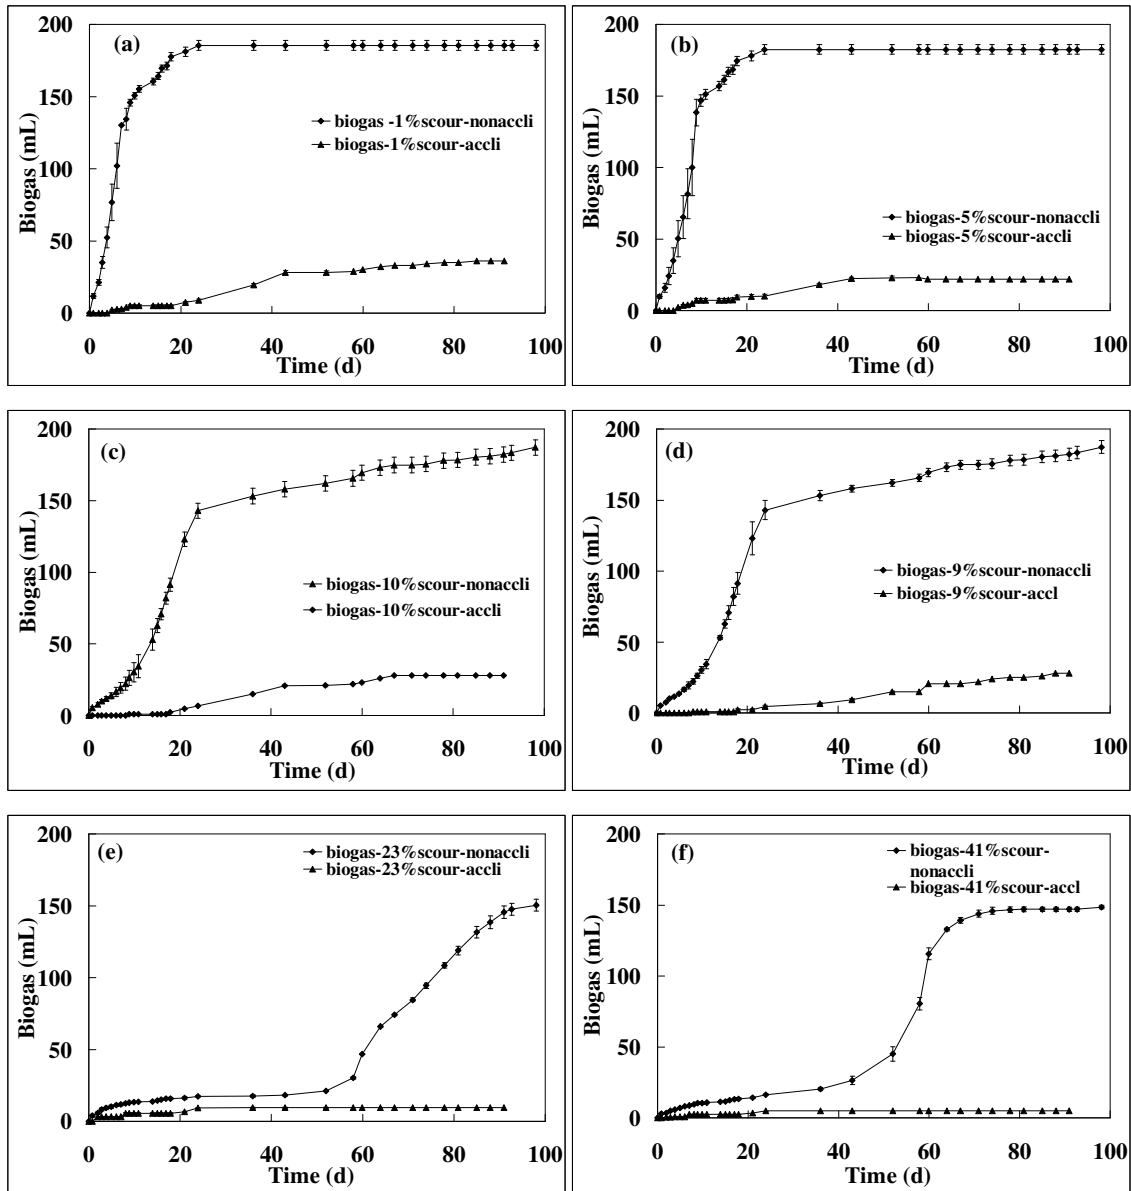 200
(a)
150
biogas -1%scour-nonaccli
biogas-1%scour-accli
100
50
0
Biogas (mL)
0 20 40 60 80 100
Time (d)
200
(b)
150
100
biogas-5%scour-nonaccli
biogas-5%scour-accli
50
0
Biogas (mL)
0 20 40 60 80 100
Time (d)
200
(c)
150
100
biogas-10%scour-nonaccli
biogas-10%scour-accli
50
0
Biogas (mL)
0 20 40 60 80 100
Time (d)
200
(d)
150
100
biogas-9%scour-nonaccli
biogas-9%scour-accl
50
0
Biogas (mL)
0 20 40 60 80 100
Time (d)
200
(e)
biogas-23%scour-nonaccli
biogas-23%scour-accli
150
100
50
0
Biogas (mL)
0 20 40 60 80 100
Time (d)
200
(f)
biogas-41%scour-
nonaccli
biogas-41%scour-accl
150
100
50
0
Biogas (mL)
0 20 40 60 80 100
Time (d)